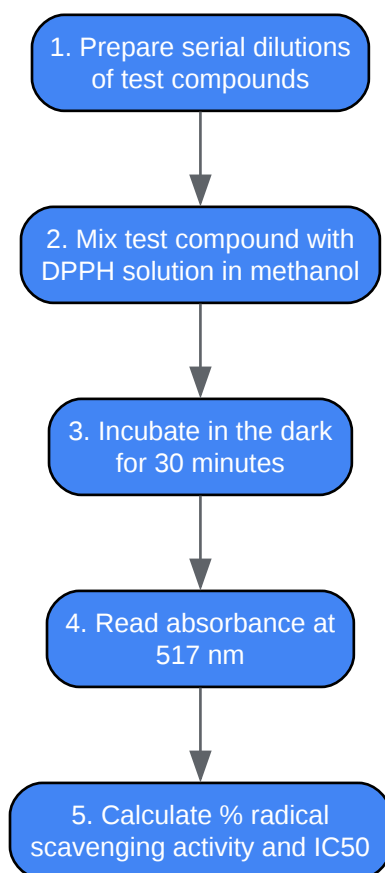 1. Prepare serial dilutions
of test compounds
2. Mix test compound with
DPPH solution in methanol
3. Incubate in the dark
for 30 minutes
4. Read absorbance at
517 nm
5. Calculate % radical
scavenging activity and IC50